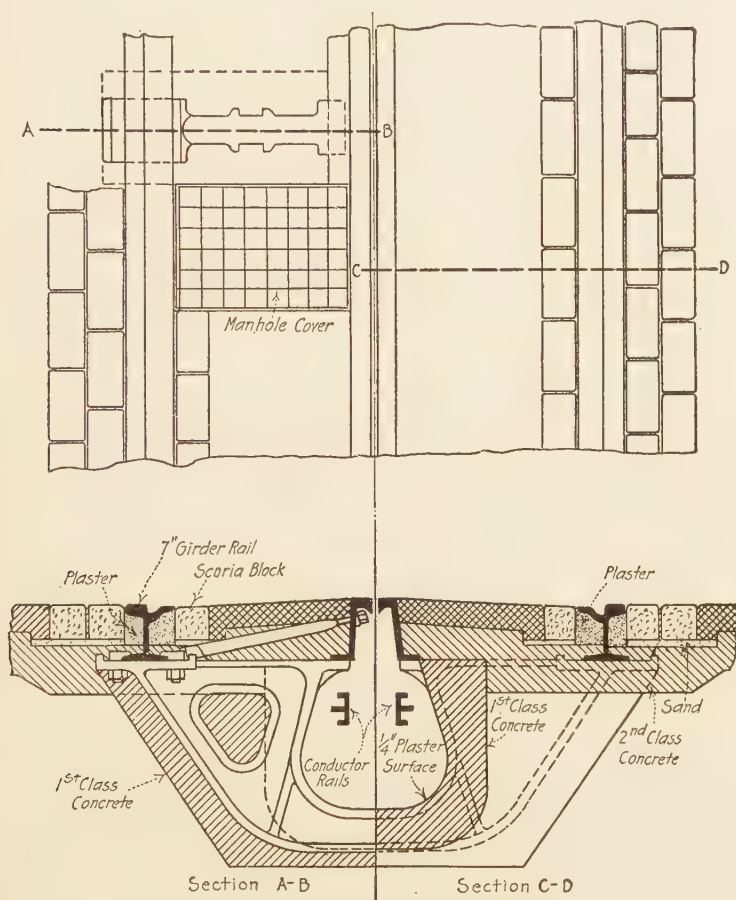 A
B
C
D
Manhole Cover
7" Girder Rail
Plaster
Scoria Block
Plaster
Conductor
Rails
1/4" Plaster
Surface
1st Class
Concrete
Sand
2nd Class
Concrete
1st Class
Concrete
Section A-B
Section C-D